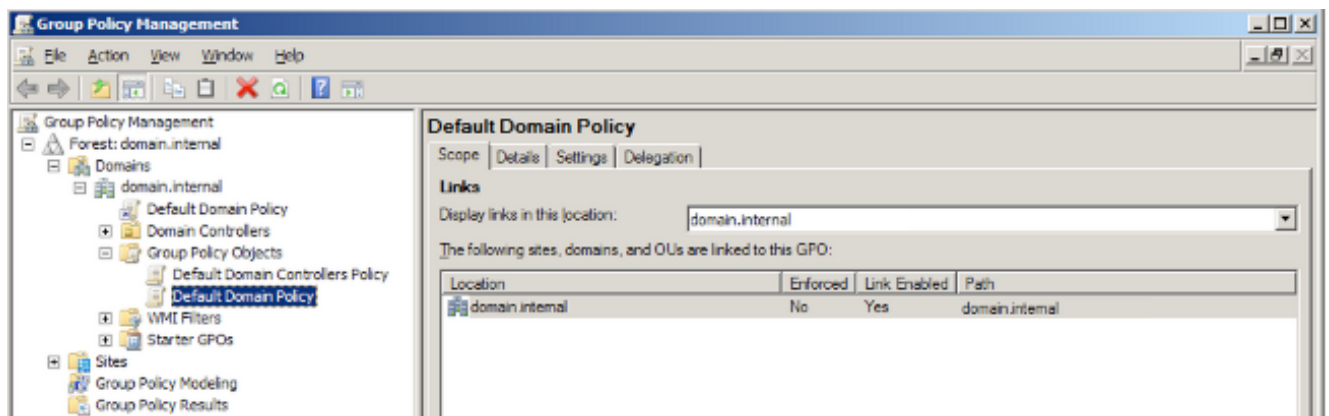 Group Policy Management
File Action View Window Help
Group Policy Management
Forest: domain.internal
Domains
domain.internal
Default Domain Policy
Domain Controllers
Group Policy Objects
Default Domain Controllers Policy
Default Domain Policy
WMI Filters
Starter GPOs
Sites
Group Policy Modeling
Group Policy Results
Default Domain Policy
Scope Details Settings Delegation
Links
Display links in this location: domain.internal
The following sites, domains, and OUs are linked to this GPO:
Location Enforced Link Enabled Path
domain.internal No Yes domain.internal